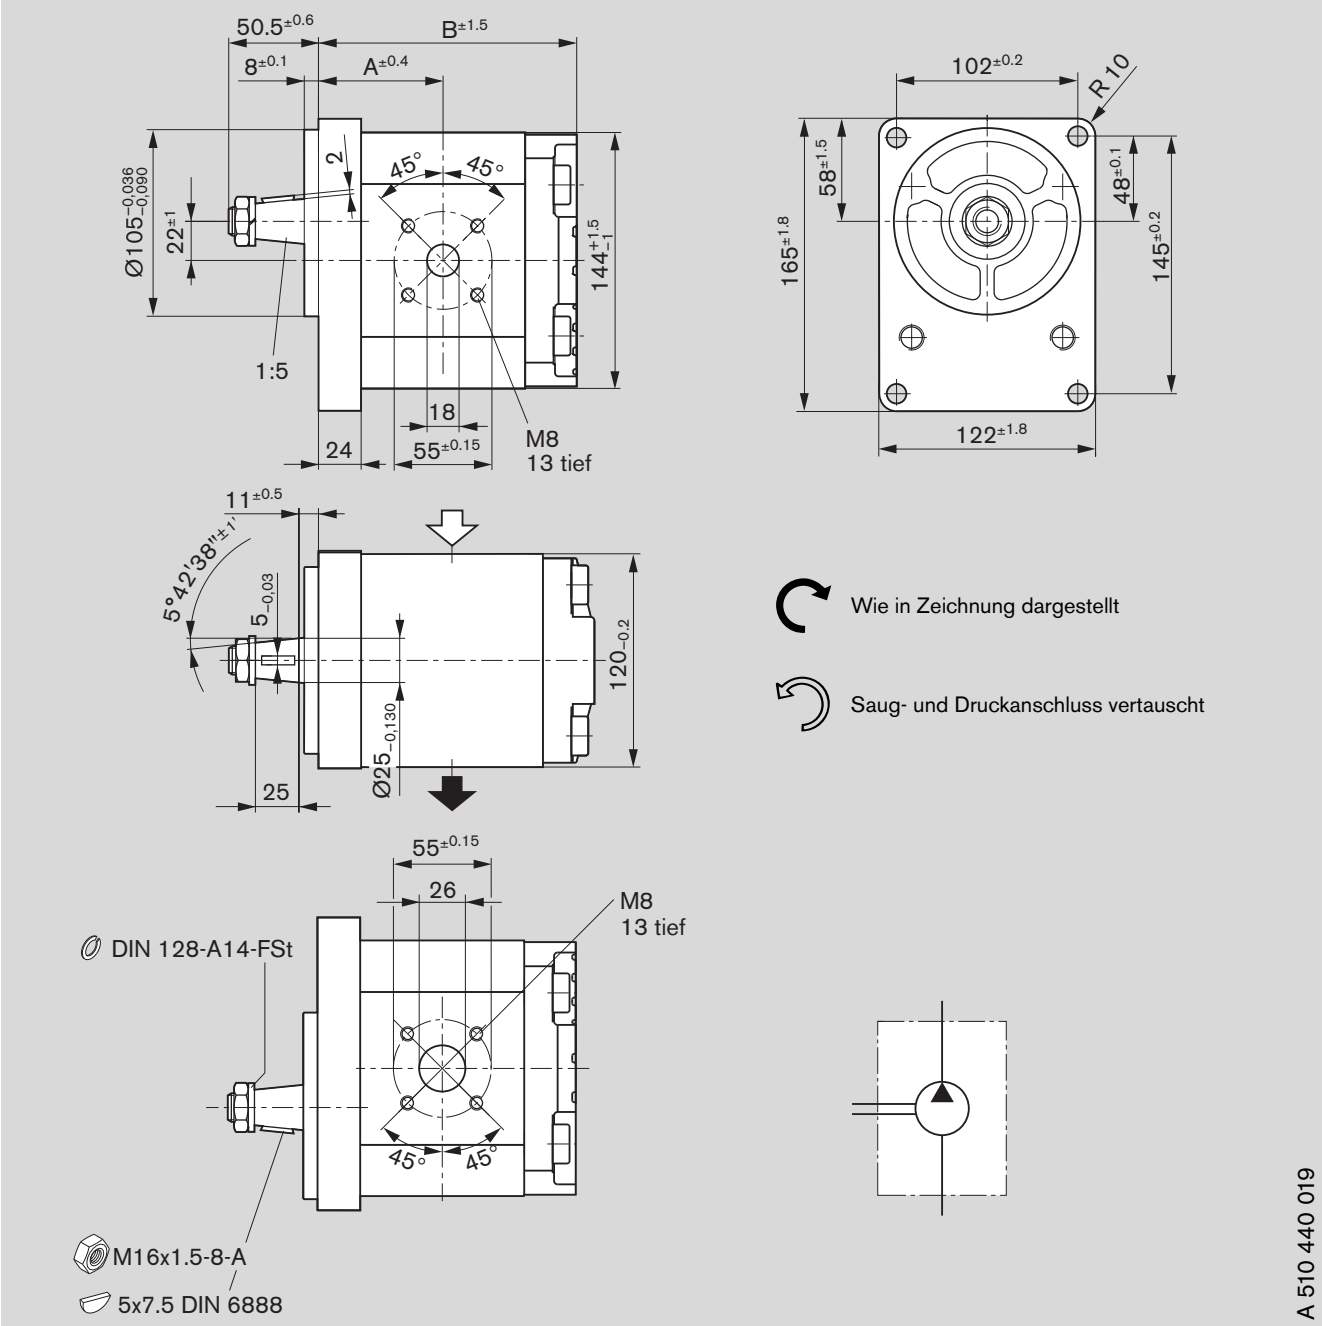 50.5±0.6
B±1.5
8±0.1
A±0.4
2
45°
45°
Ø105−0,036 −0,090
22±1
144+1.5 −1
1:5
18
24
55±0.15
M8
13 tief
102±0.2
R 10
58±1.5
48±0.1
165±1.8
145±0.2
122±1.8
11±0.5
5°42'38"±1'
5−0,03
120−0.2
Ø25−0,130
25
Wie in Zeichnung dargestellt
Saug- und Druckanschluss vertauscht
55±0.15
26
M8
13 tief
DIN 128-A14-FSt
45°
45°
M16x1.5-8-A
5x7.5 DIN 6888
A 510 440 019